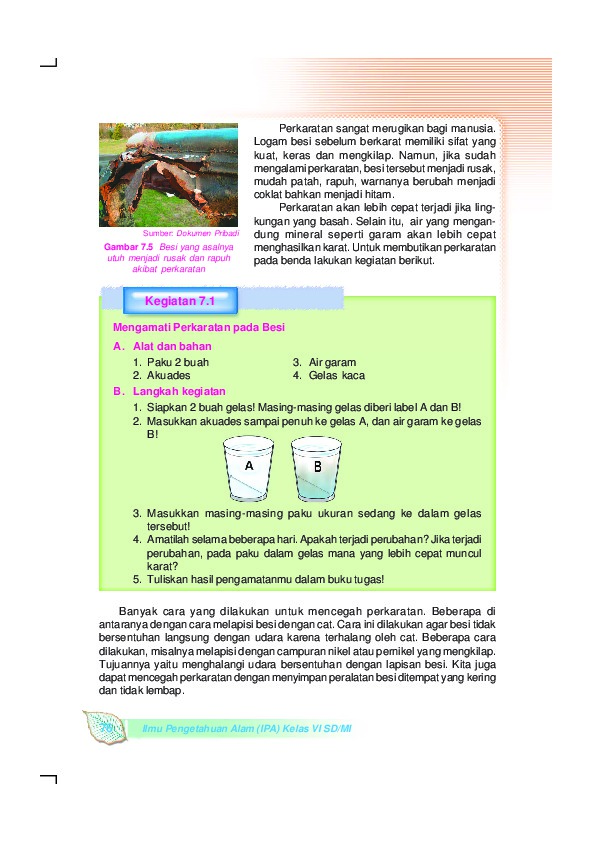 Perkaratan sangat merugikan bagi manusia.
Logam besi sebelum berkarat memiliki sifat yang
kuat, keras dan mengkilap. Namun, jika sudah
mengalami perkaratan, besi tersebut menjadi rusak,
mudah patah, rapuh, warnanya berubah menjadi
coklat bahkan menjadi hitam.
Perkaratan akan lebih cepat terjadi jika ling-
kungan yang basah. Selain itu, air yang mengan-
dung mineral seperti garam akan lebih cepat
menghasilkan karat. Untuk membutikan perkaratan
pada benda lakukan kegiatan berikut.
Sumber: Dokumen Pribadi
Gambar 7.5 Besi yang asalnya
utuh menjadi rusak dan rapuh
akibat perkaratan
Kegiatan 7.1
Mengamati Perkaratan pada Besi
A. Alat dan bahan
1. Paku 2 buah
2. Akuades
3. Air garam
4. Gelas kaca
B. Langkah kegiatan
1. Siapkan 2 buah gelas! Masing-masing gelas diberi label A dan B!
2. Masukkan akuades sampai penuh ke gelas A, dan air garam ke gelas
B!
A
B
3. Masukkan masing-masing paku ukuran sedang ke dalam gelas
tersebut!
4. Amatilah selama beberapa hari. Apakah terjadi perubahan? Jika terjadi
perubahan, pada paku dalam gelas mana yang lebih cepat muncul
karat?
5. Tuliskan hasil pengamatanmu dalam buku tugas!
Banyak cara yang dilakukan untuk mencegah perkaratan. Beberapa di
antaranya dengan cara melapisi besi dengan cat. Cara ini dilakukan agar besi tidak
bersentuhan langsung dengan udara karena terhalang oleh cat. Beberapa cara
dilakukan, misalnya melapisi dengan campuran nikel atau pernikel yang mengkilap.
Tujuannya yaitu menghalangi udara bersentuhan dengan lapisan besi. Kita juga
dapat mencegah perkaratan dengan menyimpan peralatan besi ditempat yang kering
dan tidak lembap.
Ilmu Pengetahuan Alam (IPA) Kelas VI SD/MI